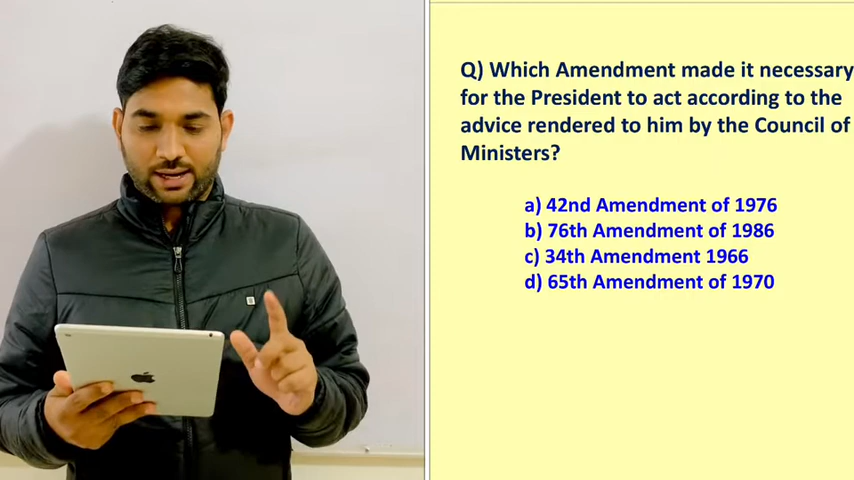 Q) Which Amendment made it necessary
for the President to act according to the
advice rendered to him by the Council of
Ministers?
a) 42nd Amendment of 1976
b) 76th Amendment of 1986
c) 34th Amendment 1966
d) 65th Amendment of 1970